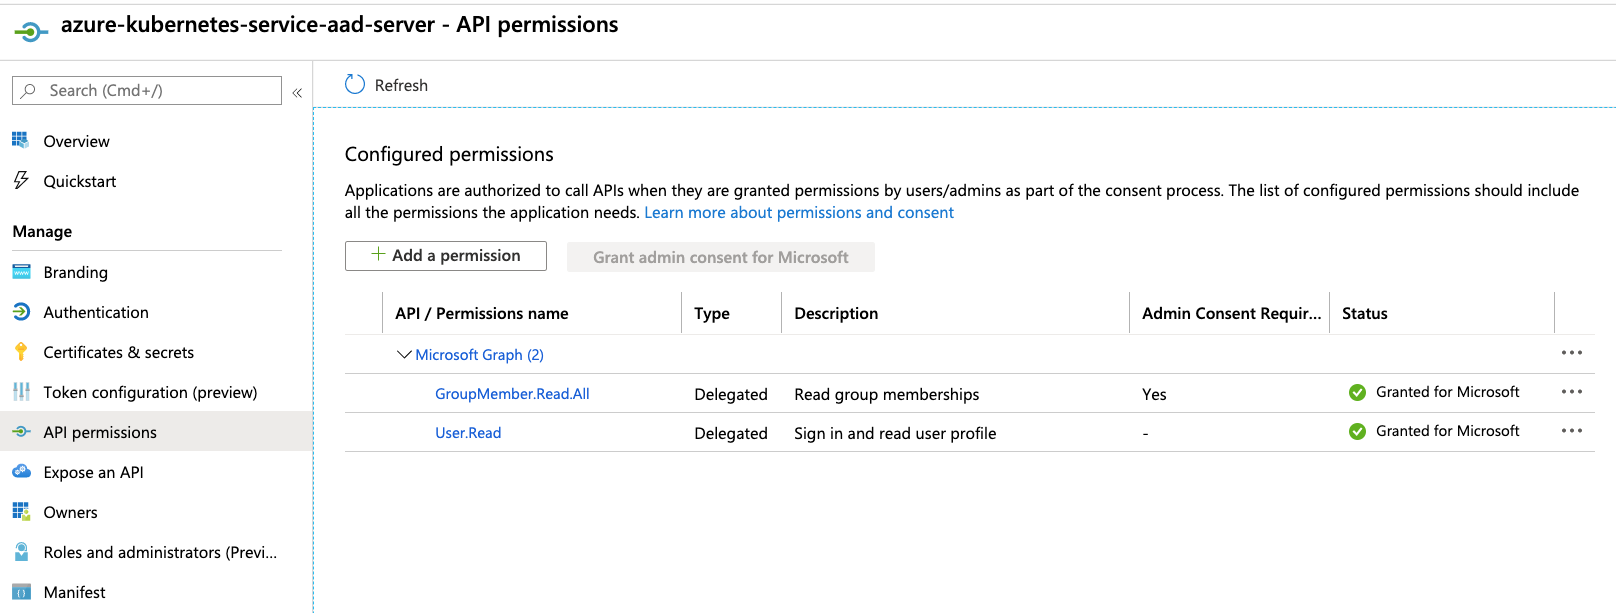 azure-kubernetes-service-aad-server - API permissions
Search (Cmd+/)
«
Overview
Quickstart
Manage
Branding
Authentication
Certificates & secrets
Token configuration (preview)
API permissions
Expose an API
Owners
Roles and administrators (Previ...
Manifest
Refresh
Configured permissions
Applications are authorized to call APIs when they are granted permissions by users/admins as part of the consent process. The list of configured permissions should include
all the permissions the application needs. Learn more about permissions and consent
+ Add a permission
Grant admin consent for Microsoft
API / Permissions name Type Description Admin Consent Requir... Status
Microsoft Graph (2) ...
GroupMember.Read.All Delegated Read group memberships Yes Granted for Microsoft ...
User.Read Delegated Sign in and read user profile - Granted for Microsoft ...